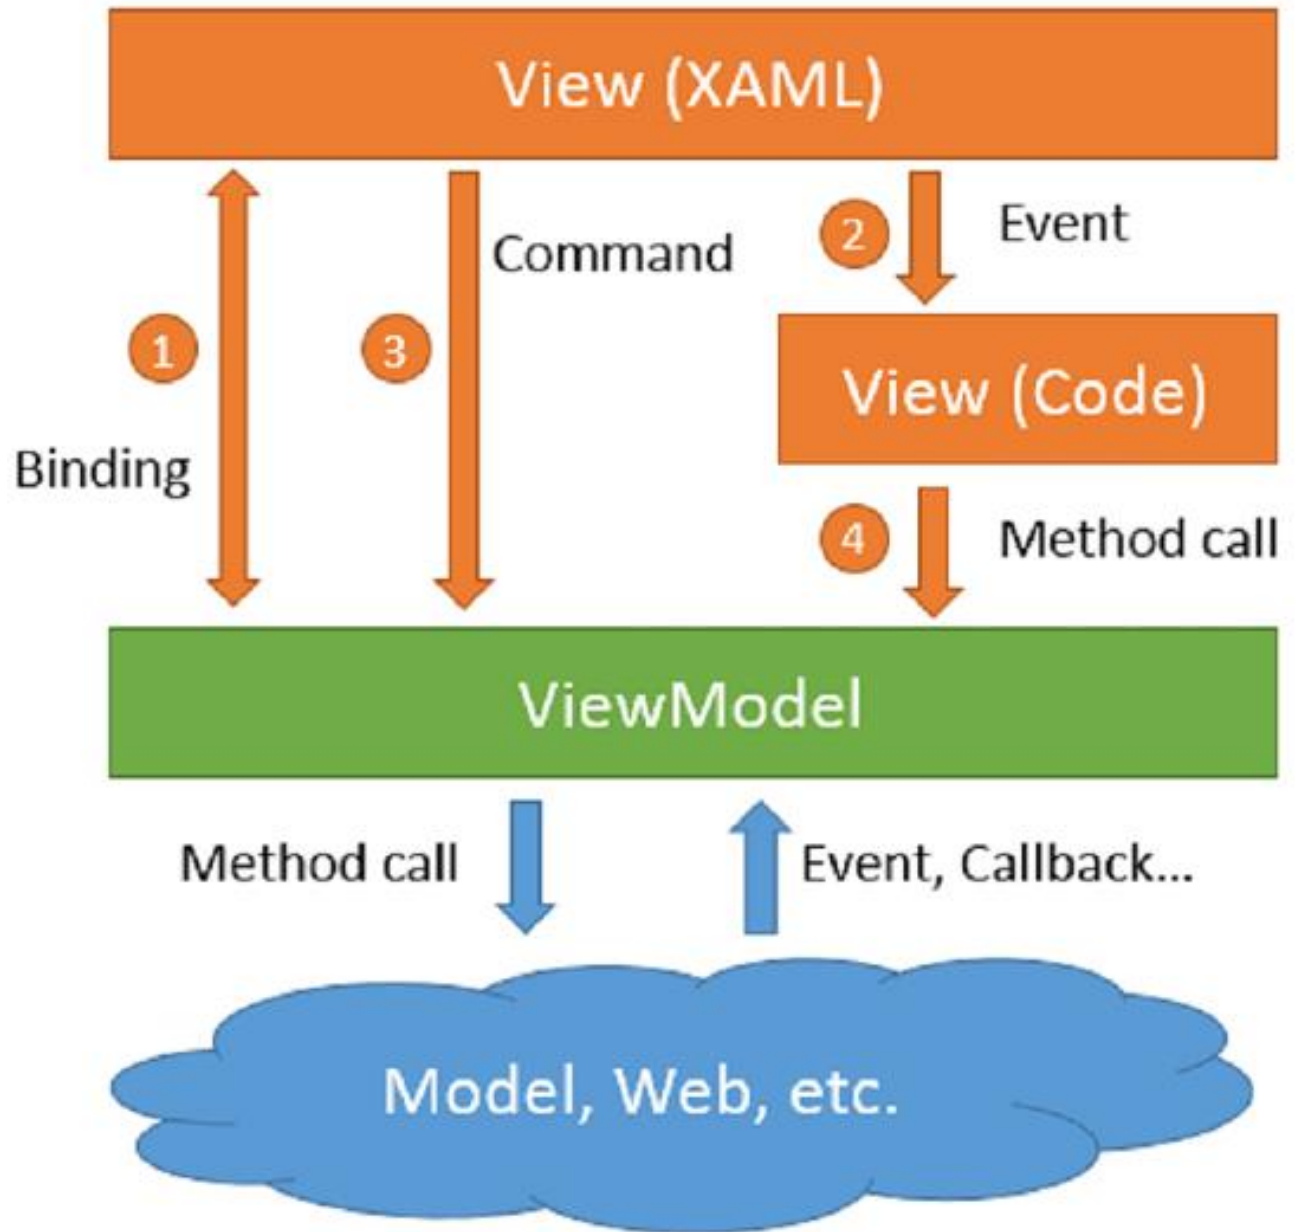 View (XAML)
2
Event
Command
1
3
View (Code)
Binding
4
Method call
ViewModel
Method call
Event, Callback...
Model, Web, etc.